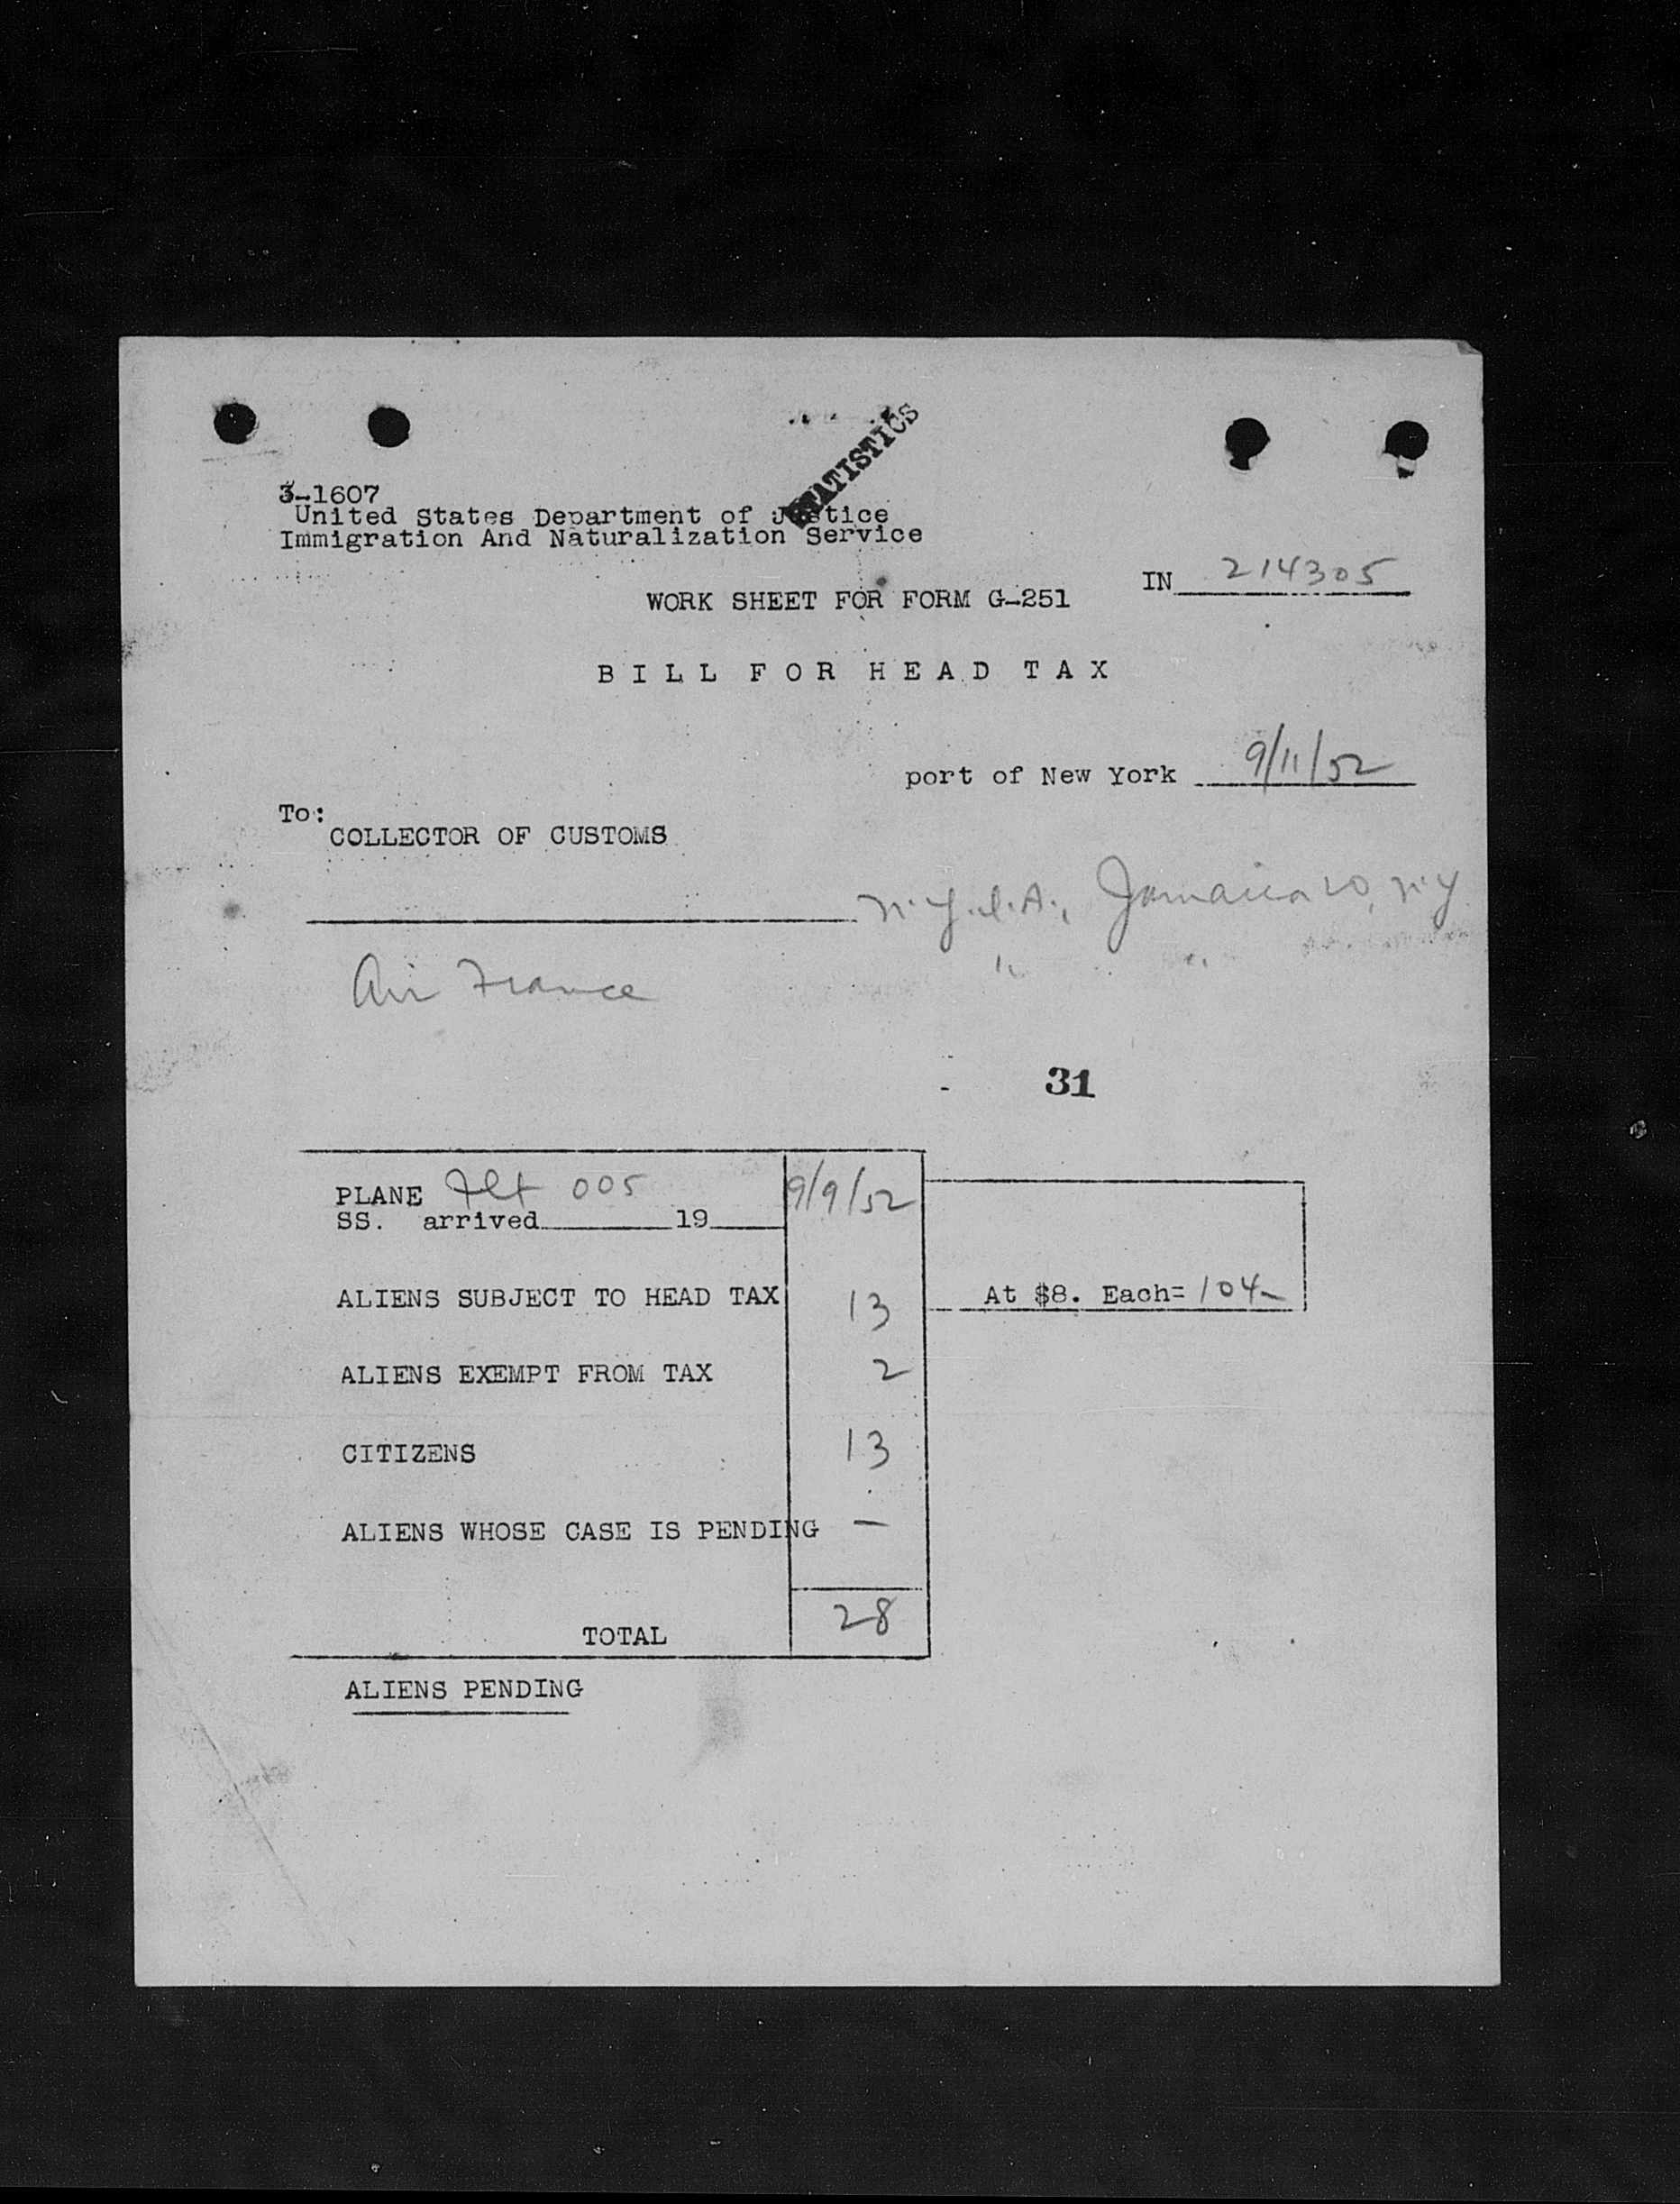 STATISTICS
3-1607
United States Department of Justice
Immigration And Naturalization Service
IN 214305
WORK SHEET FOR FORM G-251
BILL FOR HEAD TAX
port of New York 9/11/52
To:
COLLECTOR OF CUSTOMS
N.Y.I.A., Jamaica 20, N.Y.
" "
Air France
31
PLANE Flt 005 9/9/52
SS. arrived 19
ALIENS SUBJECT TO HEAD TAX 13 At $8. Each= 104-
ALIENS EXEMPT FROM TAX 2
CITIZENS 13
ALIENS WHOSE CASE IS PENDING —
TOTAL 28
ALIENS PENDING